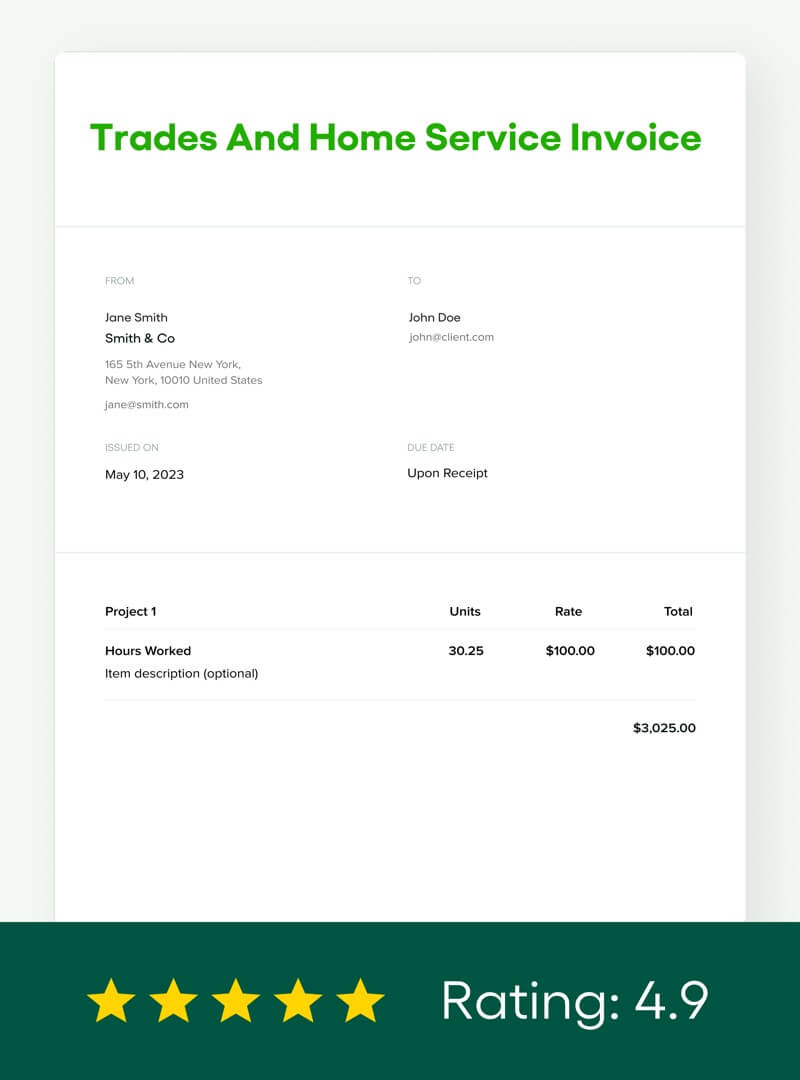 Trades And Home Service Invoice
FROM
TO
Jane Smith
John Doe
Smith & Co
john@client.com
165 5th Avenue New York,
New York, 10010 United States
jane@smith.com
ISSUED ON
DUE DATE
May 10, 2023
Upon Receipt
Project 1 Units Rate Total
Hours Worked 30.25 $100.00 $100.00
Item description (optional)
$3,025.00
Rating: 4.9